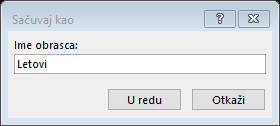 Sačuvaj kao
Ime obrasca:
Letovi
U redu
Otkaži